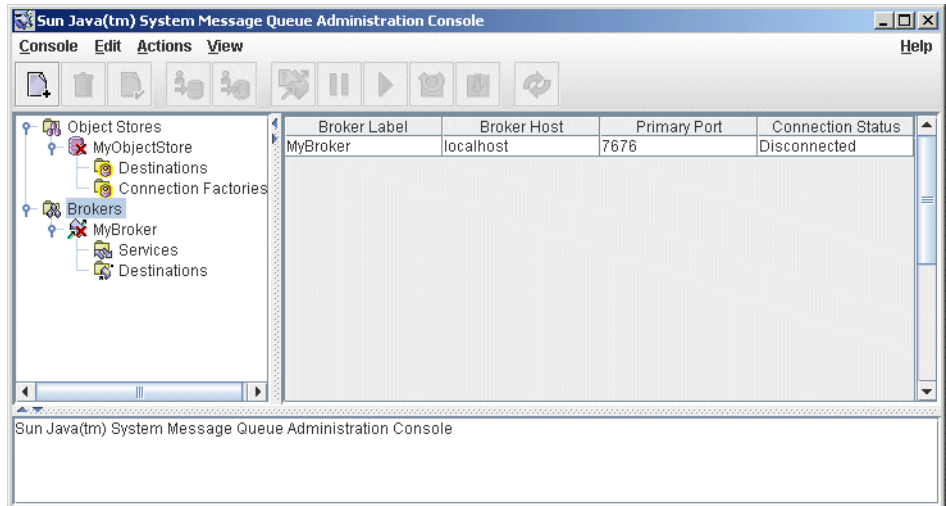 Sun Java(tm) System Message Queue Administration Console
Console Edit Actions View Help
Object Stores
MyObjectStore
Destinations
Connection Factories
Brokers
MyBroker
Services
Destinations
Broker Label Broker Host Primary Port Connection Status
MyBroker localhost 7676 Disconnected
Sun Java(tm) System Message Queue Administration Console